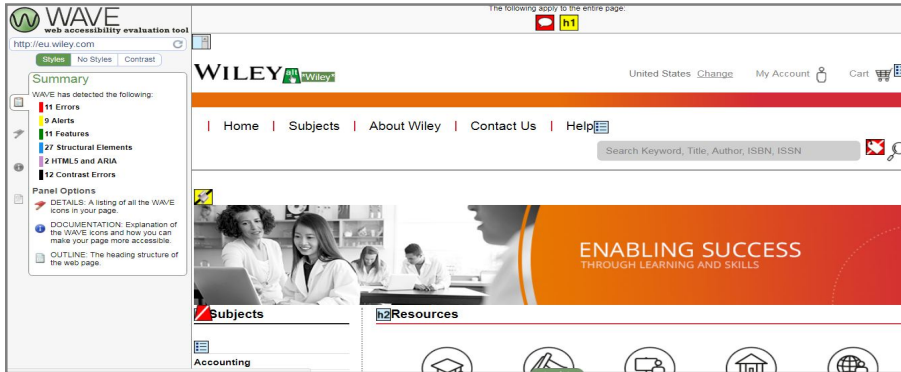 The following apply to the entire page:
h1
WAVE
web accessibility evaluation tool
http://eu.wiley.com
Styles No Styles Contrast
Summary
WAVE has detected the following:
11 Errors
9 Alerts
11 Features
27 Structural Elements
2 HTML5 and ARIA
12 Contrast Errors
Panel Options
DETAILS: A listing of all the WAVE
icons in your page.
DOCUMENTATION: Explanation of
the WAVE icons and how you can
make your page more accessible.
OUTLINE: The heading structure of
the web page.
WILEY alt *Wiley*
United States Change My Account Cart
| Home | Subjects | About Wiley | Contact Us | Help
Search Keyword, Title, Author, ISBN, ISSN
ENABLING SUCCESS
THROUGH LEARNING AND SKILLS
Subjects
h2 Resources
Accounting